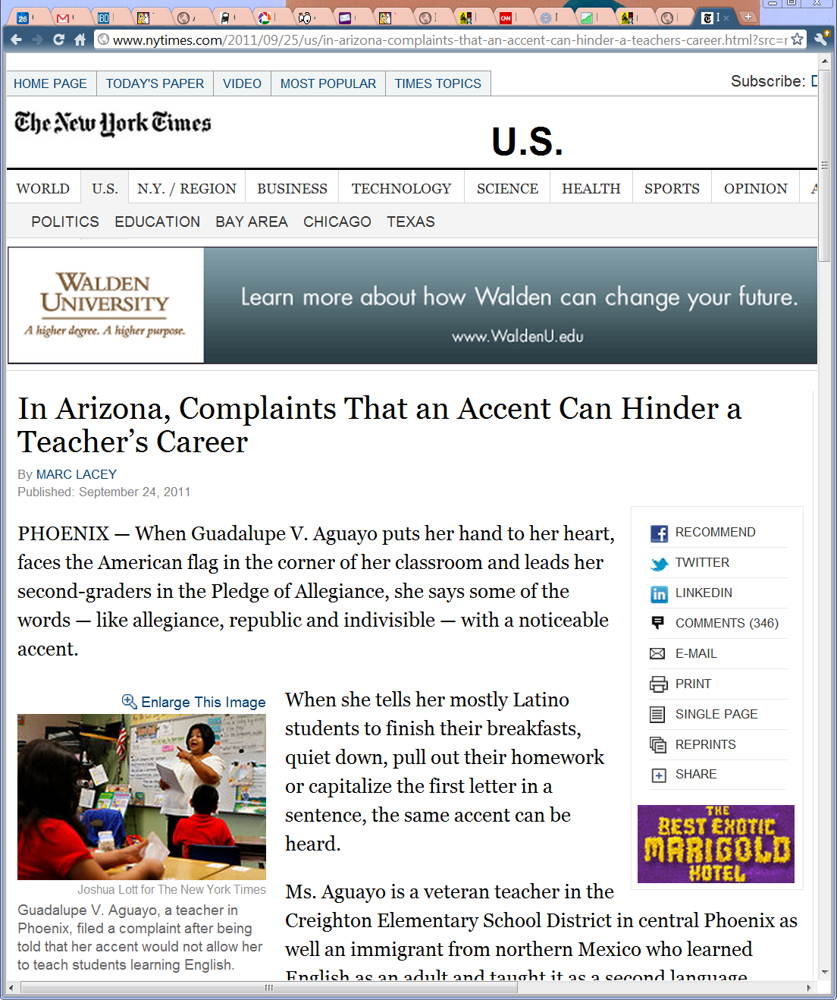 26
CNN
www.nytimes.com/2011/09/25/us/in-arizona-complaints-that-an-accent-can-hinder-a-teachers-career.html?src=
HOME PAGE TODAY'S PAPER VIDEO MOST POPULAR TIMES TOPICS
Subscribe:
The New York Times
U.S.
WORLD U.S. N.Y. / REGION BUSINESS TECHNOLOGY SCIENCE HEALTH SPORTS OPINION
POLITICS EDUCATION BAY AREA CHICAGO TEXAS
WALDEN
UNIVERSITY
A higher degree. A higher purpose.
Learn more about how Walden can change your future.
www.WaldenU.edu
In Arizona, Complaints That an Accent Can Hinder a
Teacher’s Career
By MARC LACEY
Published: September 24, 2011
PHOENIX — When Guadalupe V. Aguayo puts her hand to her heart,
faces the American flag in the corner of her classroom and leads her
second-graders in the Pledge of Allegiance, she says some of the
words — like allegiance, republic and indivisible — with a noticeable
accent.
RECOMMEND
TWITTER
LINKEDIN
COMMENTS (346)
E-MAIL
PRINT
SINGLE PAGE
REPRINTS
SHARE
THE
BEST EXOTIC
MARIGOLD
HOTEL
Enlarge This Image
Joshua Lott for The New York Times
Guadalupe V. Aguayo, a teacher in
Phoenix, filed a complaint after being
told that her accent would not allow her
to teach students learning English.
When she tells her mostly Latino
students to finish their breakfasts,
quiet down, pull out their homework
or capitalize the first letter in a
sentence, the same accent can be
heard.
Ms. Aguayo is a veteran teacher in the
Creighton Elementary School District in central Phoenix as
well an immigrant from northern Mexico who learned
English as an adult and taught it as a second language.